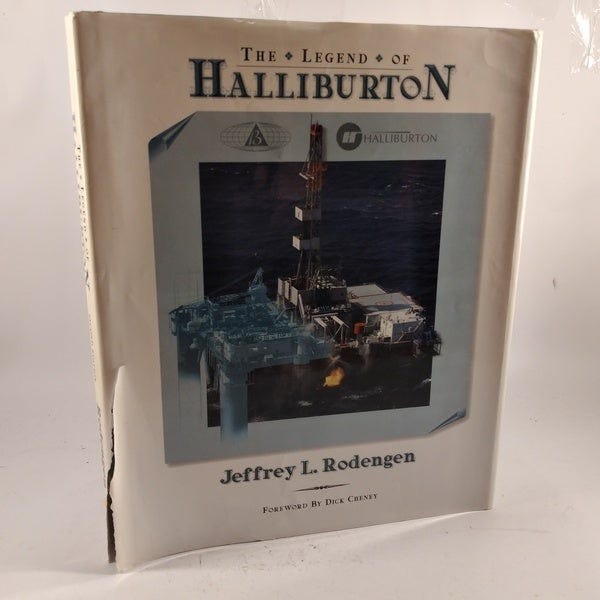 THE ❖ LEGEND ❖ OF
HALLIBURTON
HALLIBURTON
Jeffrey L. Rodengen
FOREWORD BY DICK CHENEY